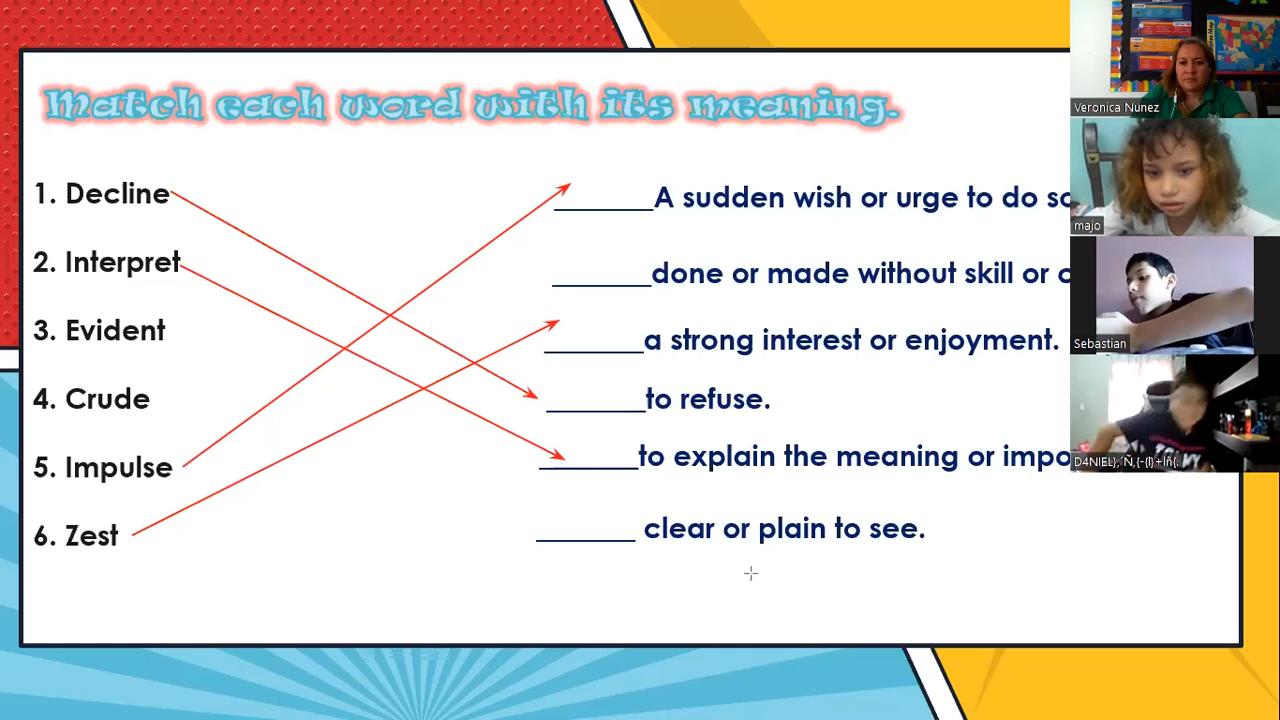 Match each word with its meaning.
1. Decline
2. Interpret
3. Evident
4. Crude
5. Impulse
6. Zest
_______A sudden wish or urge to do
_______done or made without skill or
_______a strong interest or enjoyment.
_______to refuse.
_______to explain the meaning or
_______ clear or plain to see.
Veronica Nunez
majo
Sebastian